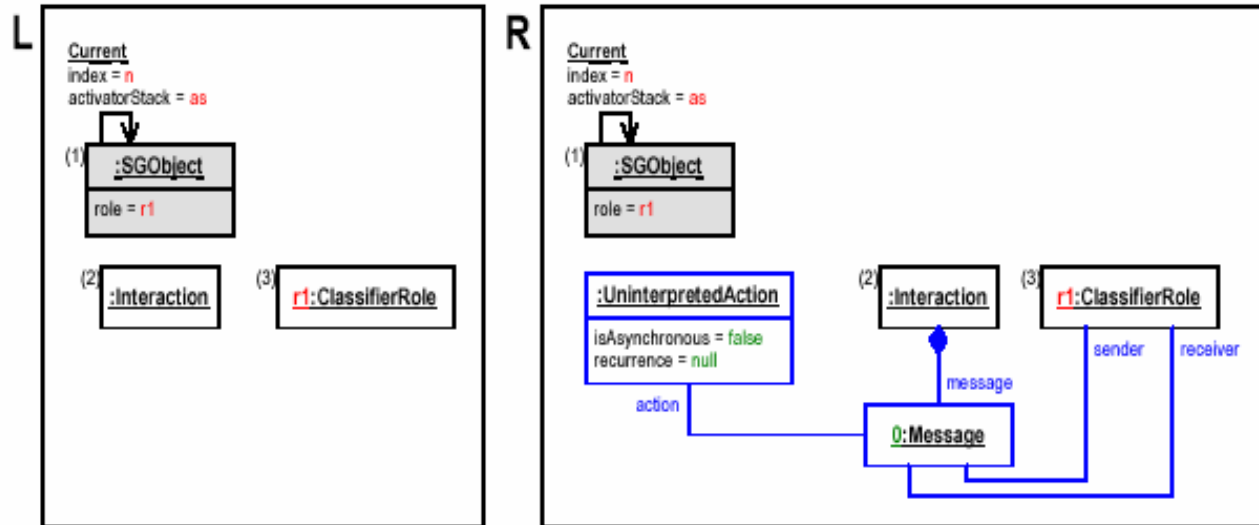 L
Current
index = n
activatorStack = as
(1)
:SGObject
role = r1
(2)
:Interaction
(3)
r1:ClassifierRole
R
Current
index = n
activatorStack = as
(1)
:SGObject
role = r1
:UninterpretedAction
isAsynchronous = false
recurrence = null
(2)
:Interaction
(3)
r1:ClassifierRole
sender
receiver
message
action
0:Message